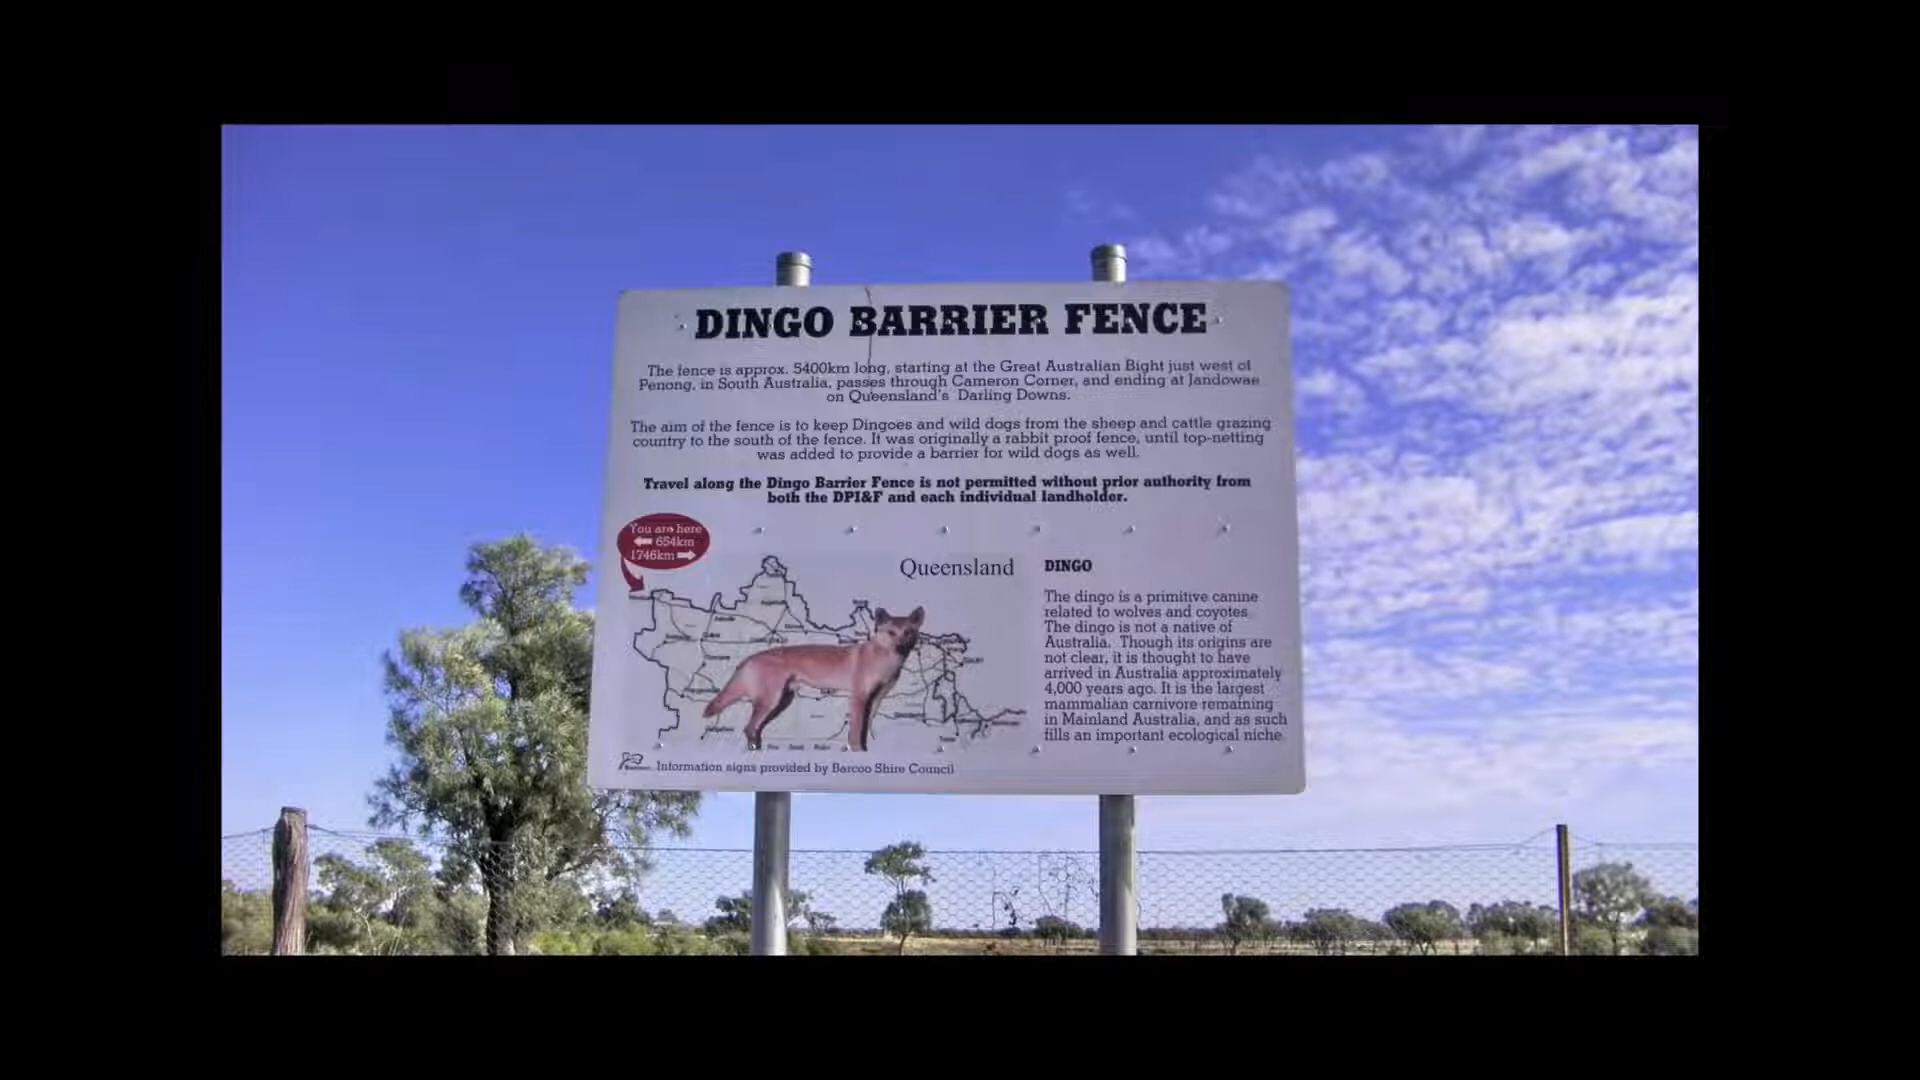 DINGO BARRIER FENCE
The fence is approx. 5400km long, starting at the Great Australian Bight just west of
Penong, in South Australia, passes through Cameron Corner, and ending at Jandowae
on Queensland's Darling Downs.
The aim of the fence is to keep Dingoes and wild dogs from the sheep and cattle grazing
country to the south of the fence. It was originally a rabbit proof fence, until top-netting
was added to provide a barrier for wild dogs as well.
Travel along the Dingo Barrier Fence is not permitted without prior authority from
both the DPI&F and each individual landholder.
You are here
654km
1746km
Queensland
DINGO
The dingo is a primitive canine
related to wolves and coyotes.
The dingo is not a native of
Australia. Though its origins are
not clear, it is thought to have
arrived in Australia approximately
4,000 years ago. It is the largest
mammalian carnivore remaining
in Mainland Australia, and as such
fills an important ecological niche
Information signs provided by Barcoo Shire Council